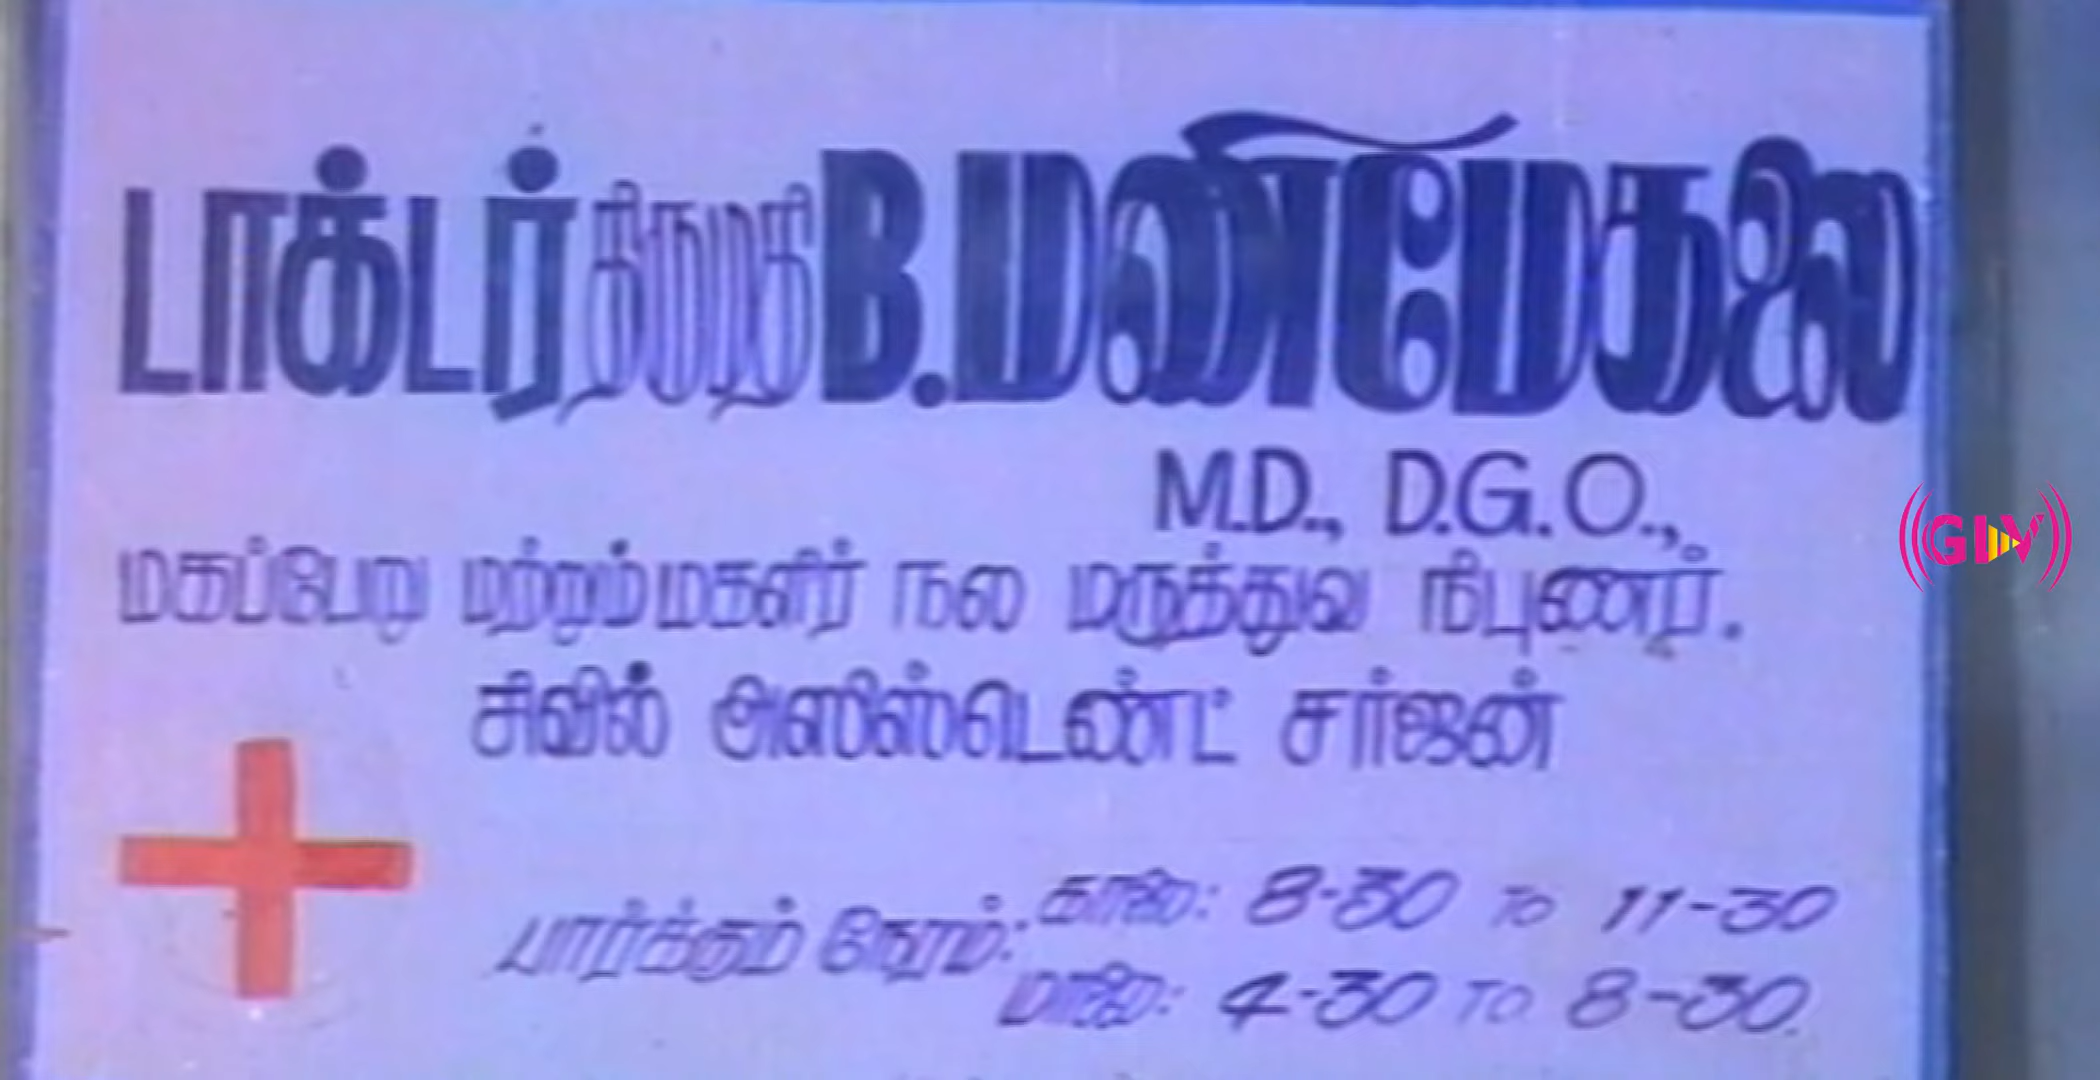 டாக்டர் திருமதி B.மணிமேகலை
M.D., D.G.O.,
மகப்பேறு மற்றும் மகளிர் நல மருத்துவ நிபுணர்.
சிவில் அஸிஸ்டெண்ட் சர்ஜன்
பார்க்கும் நேரம்: காலை: 8-30 To 11-30
மாலை: 4-30 TO 8-30.
GIV